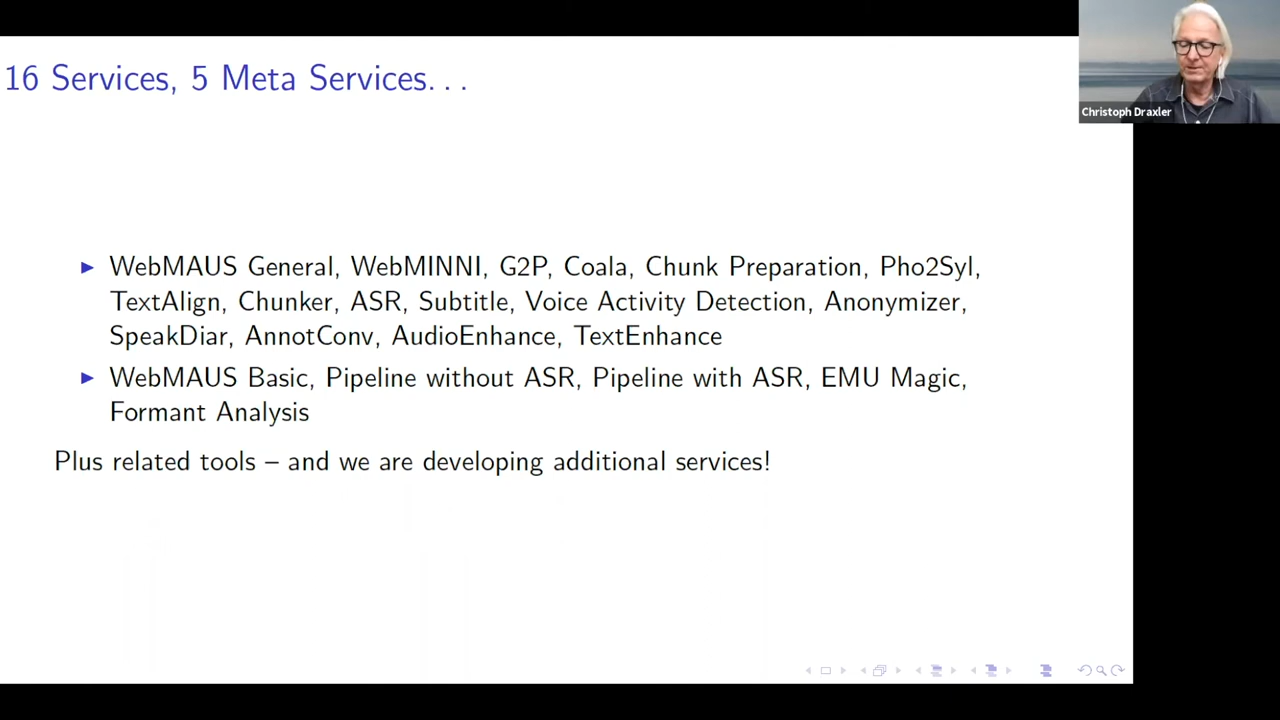 16 Services, 5 Meta Services...
Christoph Draxler
WebMAUS General, WebMINNI, G2P, Coala, Chunk Preparation, Pho2Syl,
TextAlign, Chunker, ASR, Subtitle, Voice Activity Detection, Anonymizer,
SpeakDiar, AnnotConv, AudioEnhance, TextEnhance
WebMAUS Basic, Pipeline without ASR, Pipeline with ASR, EMU Magic,
Formant Analysis
Plus related tools – and we are developing additional services!